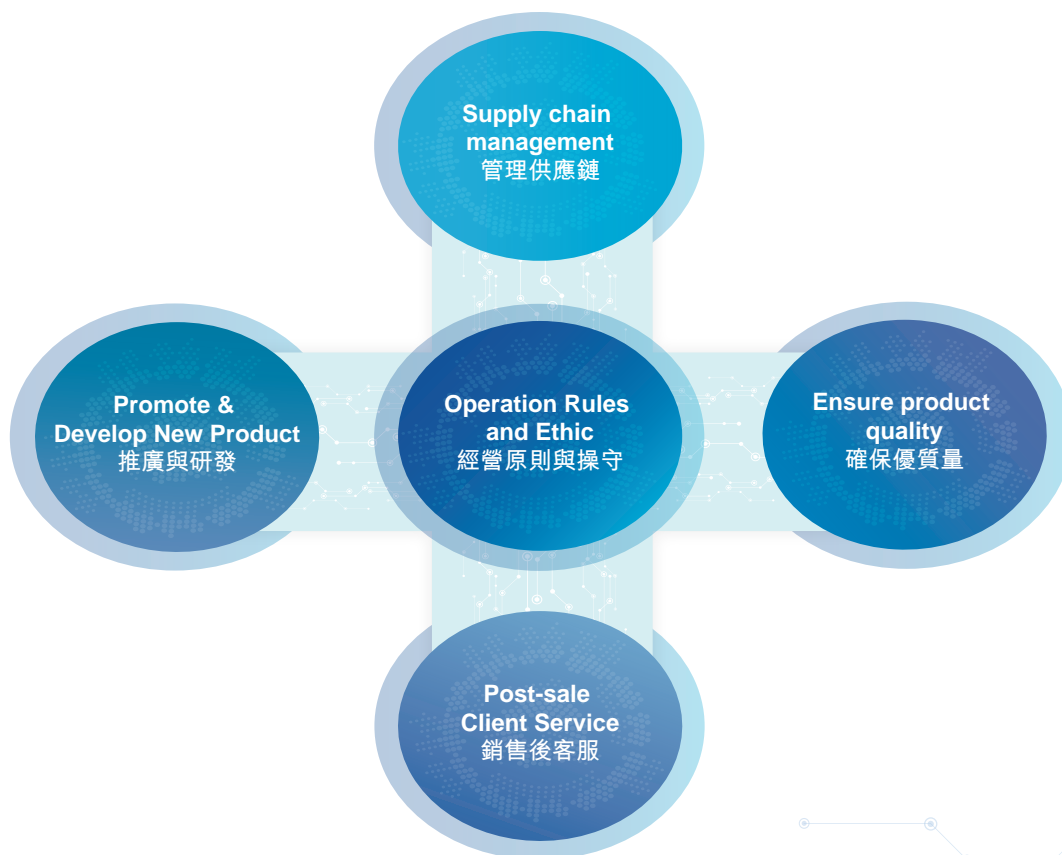 Supply chain
management
管理供應鏈
Promote &
Develop New Product
推廣與研發
Operation Rules
and Ethic
經營原則與操守
Ensure product
quality
確保優質量
Post-sale
Client Service
銷售後客服